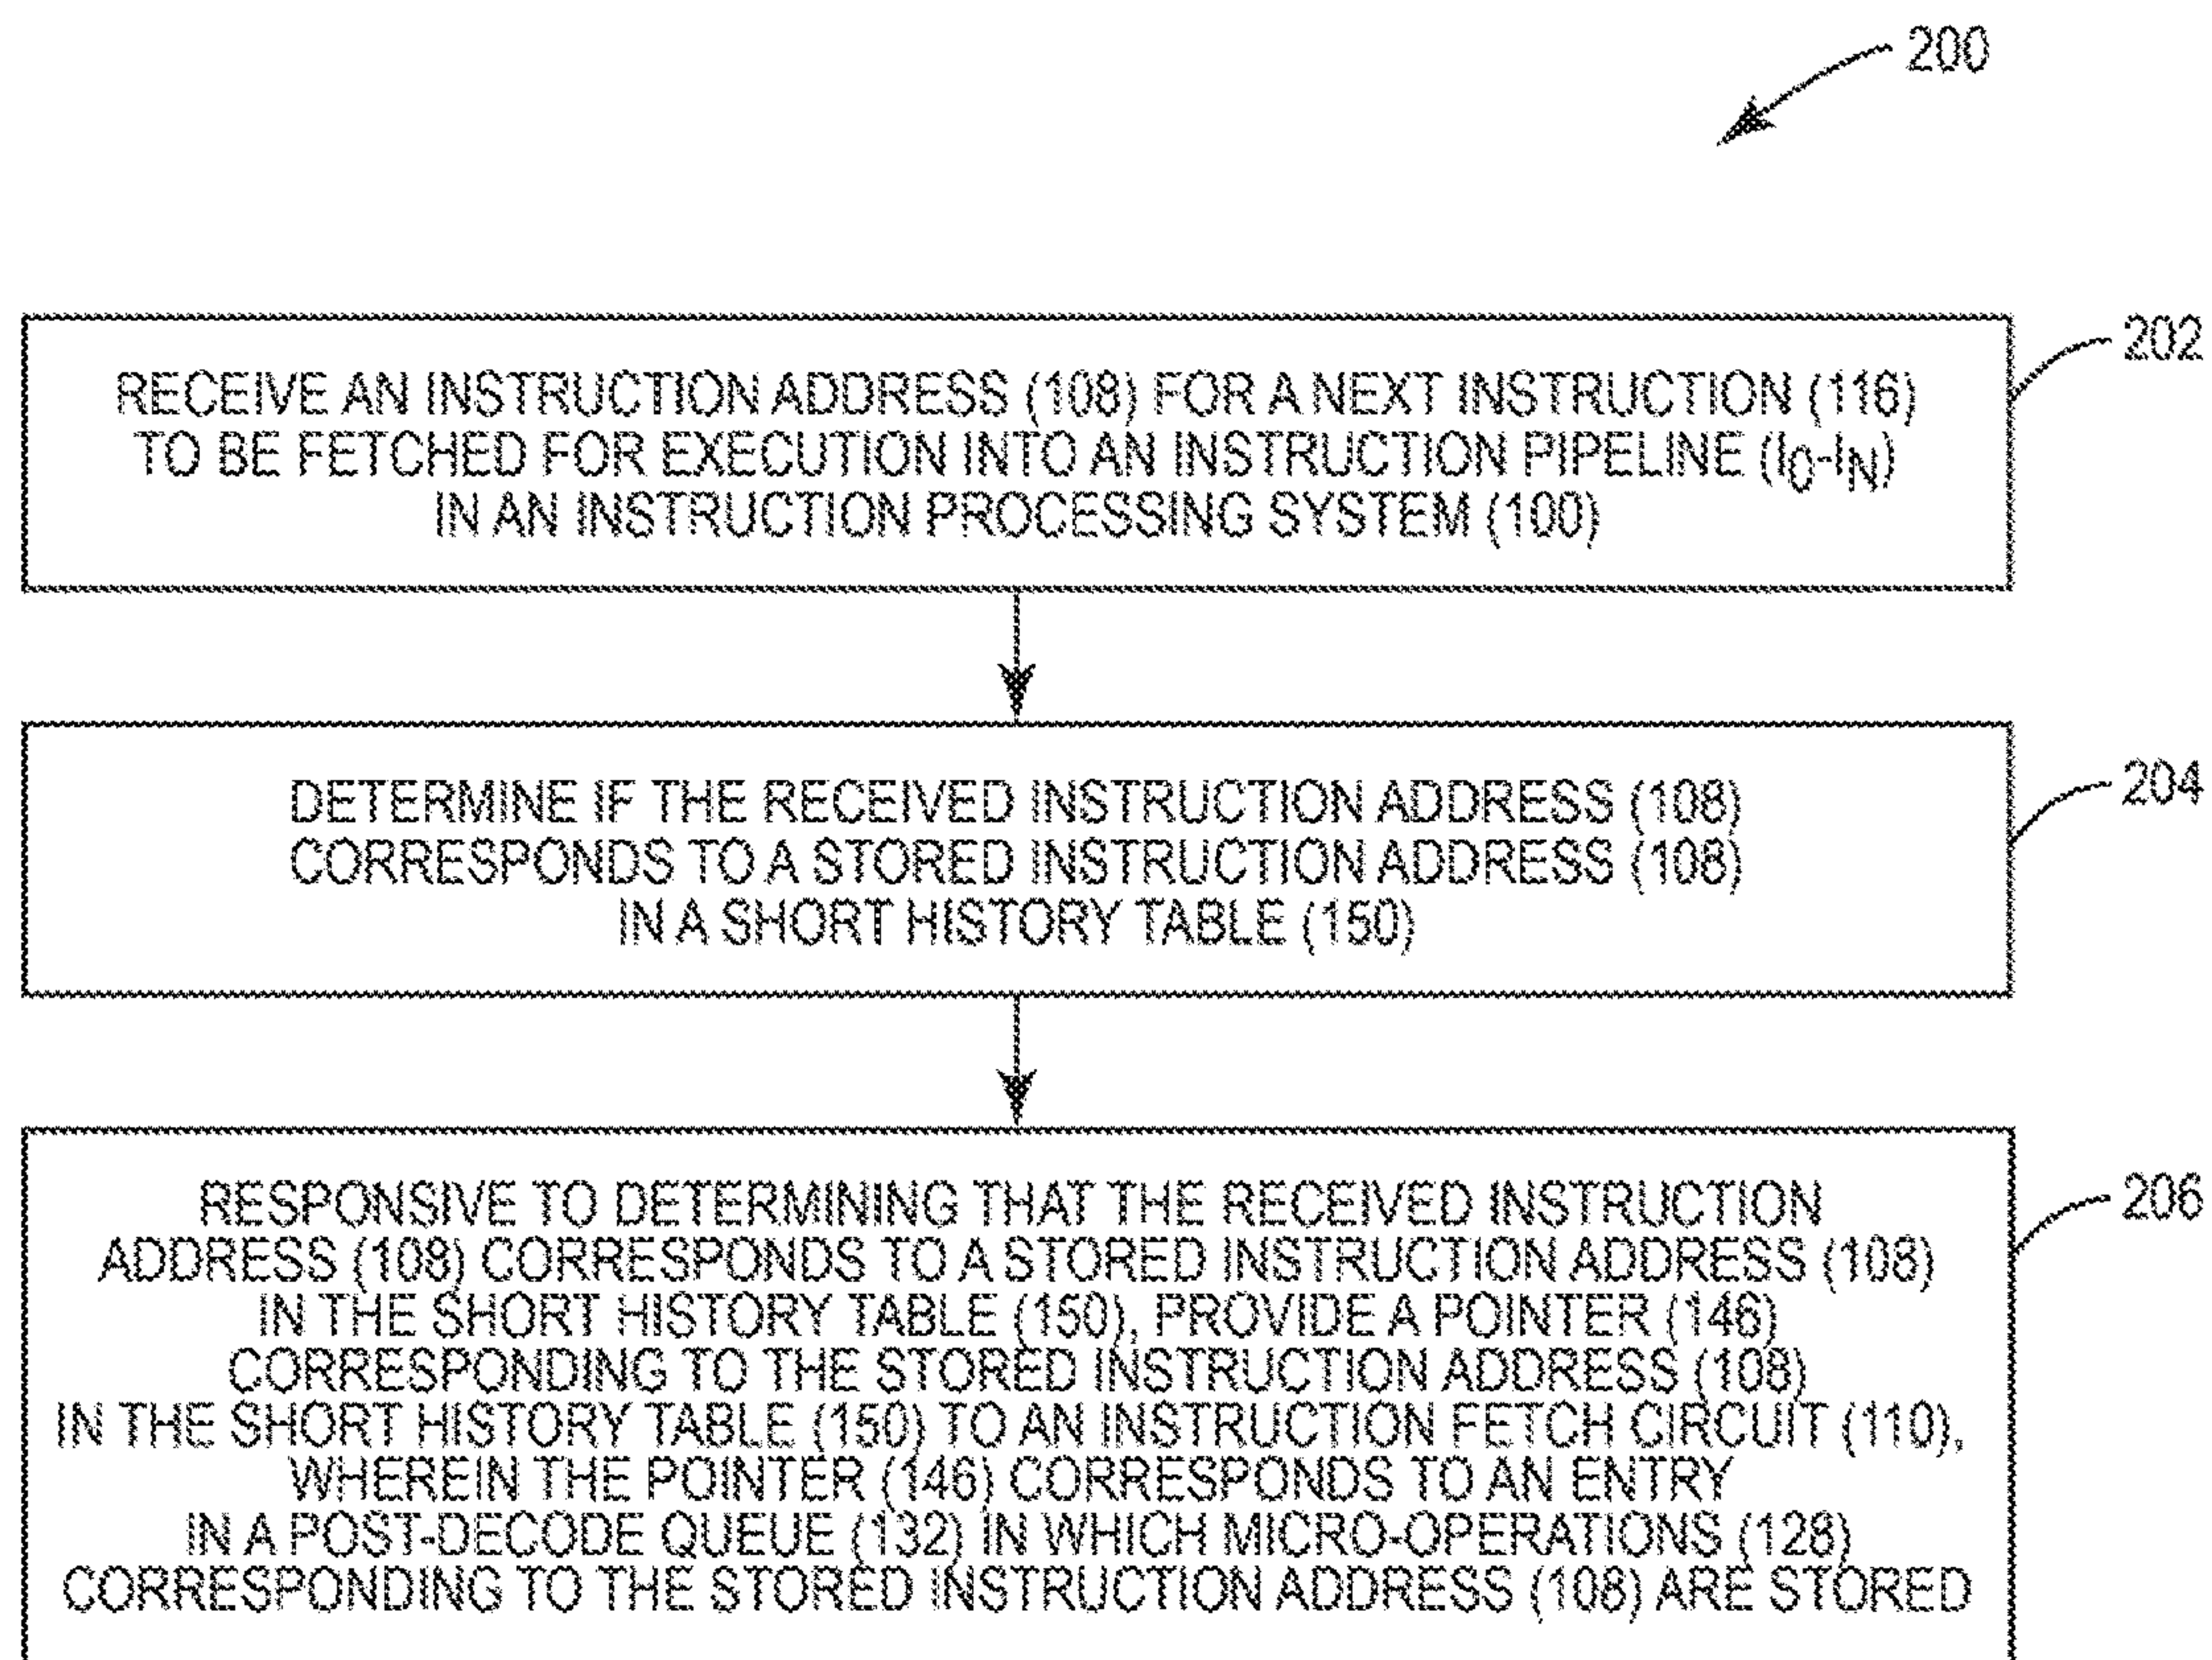 200
RECEIVE AN INSTRUCTION ADDRESS (108) FOR A NEXT INSTRUCTION (116)
TO BE FETCHED FOR EXECUTION INTO AN INSTRUCTION PIPELINE (I0-IN)
IN AN INSTRUCTION PROCESSING SYSTEM (100)
202
DETERMINE IF THE RECEIVED INSTRUCTION ADDRESS (108)
CORRESPONDS TO A STORED INSTRUCTION ADDRESS (108)
IN A SHORT HISTORY TABLE (150)
204
RESPONSIVE TO DETERMINING THAT THE RECEIVED INSTRUCTION
ADDRESS (108) CORRESPONDS TO A STORED INSTRUCTION ADDRESS (108)
IN THE SHORT HISTORY TABLE (150), PROVIDE A POINTER (146)
CORRESPONDING TO THE STORED INSTRUCTION ADDRESS (108)
IN THE SHORT HISTORY TABLE (150) TO AN INSTRUCTION FETCH CIRCUIT (110),
WHEREIN THE POINTER (146) CORRESPONDS TO AN ENTRY
IN A POST-DECODE QUEUE (132) IN WHICH MICRO-OPERATIONS (128)
CORRESPONDING TO THE STORED INSTRUCTION ADDRESS (108) ARE STORED
206